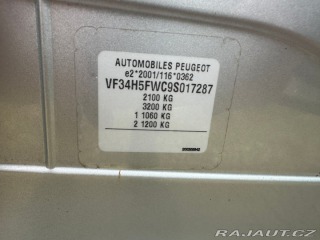 AUTOMOBILES PEUGEOT
e2*2001/116*0362
VF34H5FWC9S017287
2100 KG
3200 KG
1 1060 KG
2 1200 KG
RAJAUT.CZ